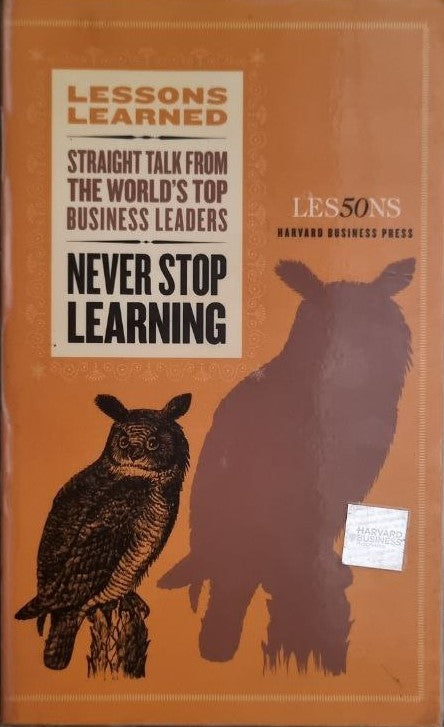 LESSONS
LEARNED
STRAIGHT TALK FROM
THE WORLD'S TOP
BUSINESS LEADERS
NEVER STOP
LEARNING
LES50NS
HARVARD BUSINESS PRESS
HARVARD
BUSINESS